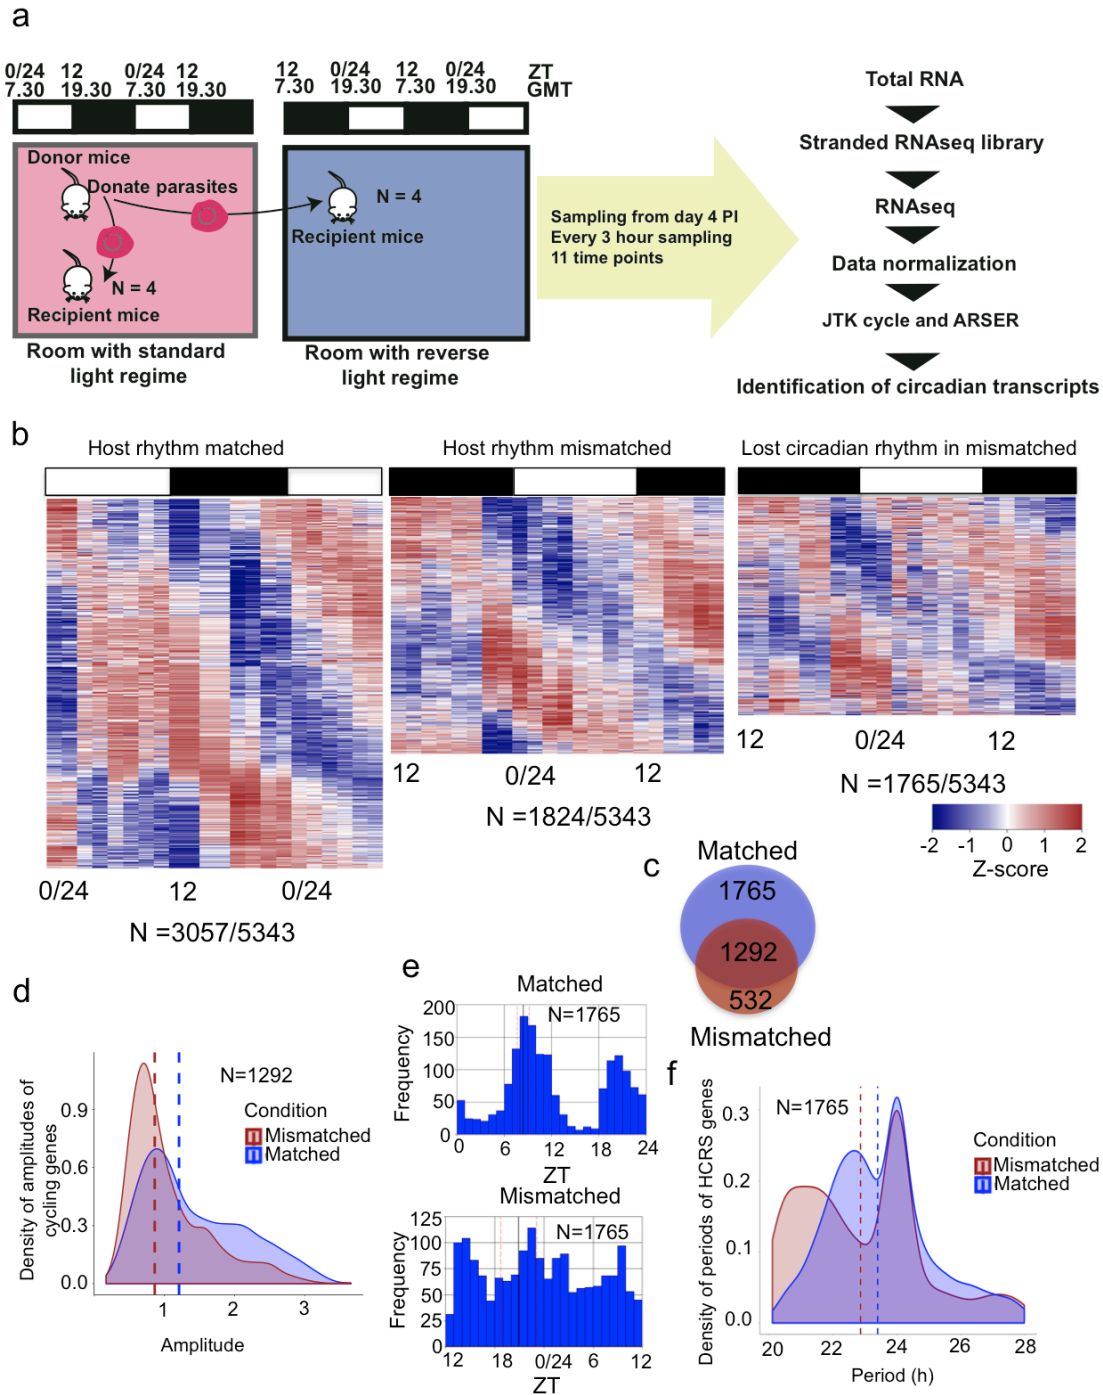 a
0/24 12 0/24 12
7.30 19.30 7.30 19.30
12 0/24 12 0/24 ZT
7.30 19.30 7.30 19.30 GMT
Donor mice
Donate parasites
N = 4
Recipient mice
Room with standard
light regime
N = 4
Recipient mice
Room with reverse
light regime
Sampling from day 4 PI
Every 3 hour sampling
11 time points
Total RNA
Stranded RNAseq library
RNAseq
Data normalization
JTK cycle and ARSER
Identification of circadian transcripts
b
Host rhythm matched
0/24 12 0/24
N =3057/5343
Host rhythm mismatched
12 0/24 12
N =1824/5343
Lost circadian rhythm in mismatched
12 0/24 12
N =1765/5343
-2 -1 0 1 2
Z-score
c
Matched
1765
1292
532
Mismatched
d
Density of amplitudes of
cycling genes
0.9
0.6
0.3
0.0
N=1292
Condition
Mismatched
Matched
1 2 3
Amplitude
e
Matched
Frequency
200
150
100
50
0
N=1765
0 6 12 18 24
ZT
Mismatched
Frequency
125
100
75
50
25
0
N=1765
12 18 0/24 6 12
ZT
f
Density of periods of HCRS genes
0.3
0.2
0.1
0.0
N=1765
Condition
Mismatched
Matched
20 22 24 26 28
Period (h)